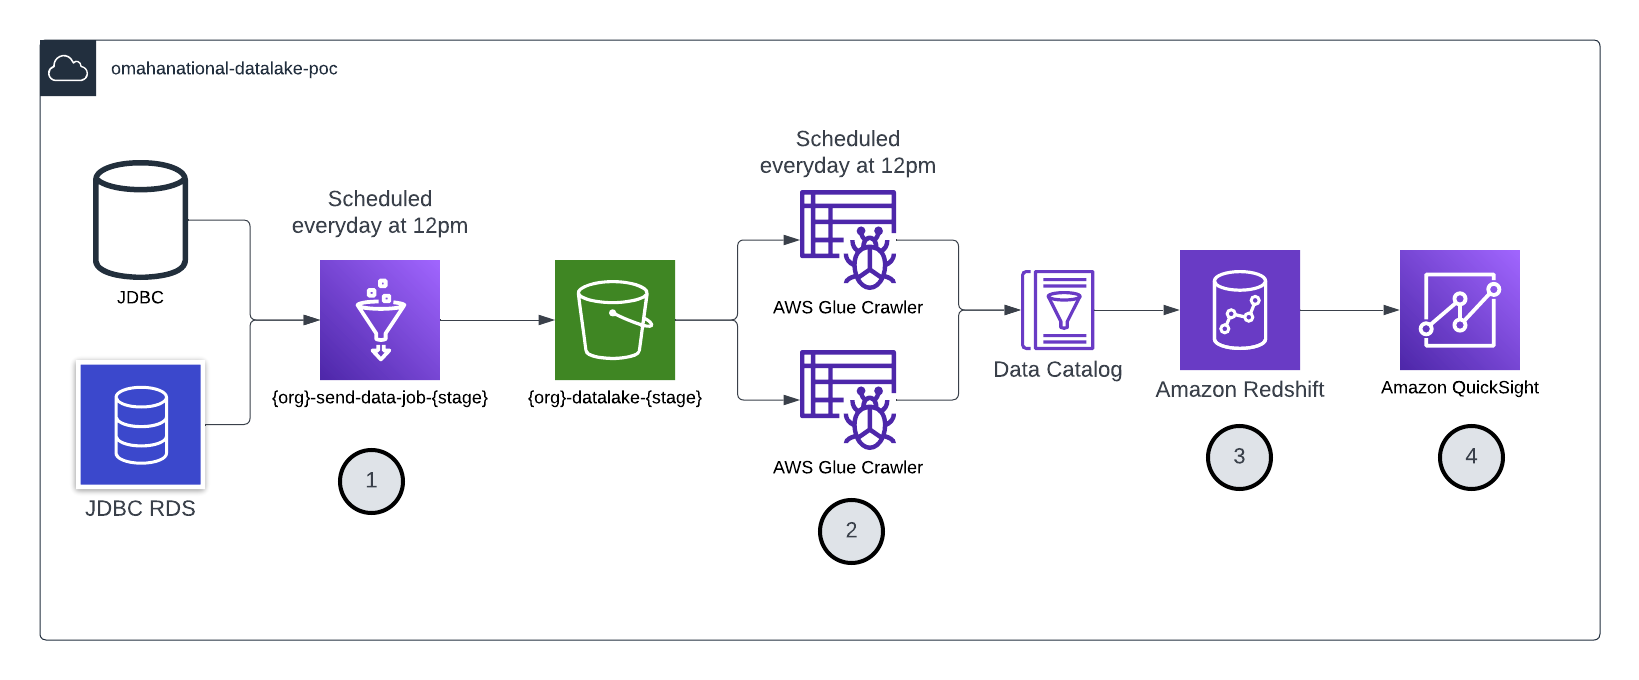 omahanational-datalake-poc
JDBC
JDBC RDS
Scheduled
everyday at 12pm
{org}-send-data-job-{stage}
1
{org}-datalake-{stage}
Scheduled
everyday at 12pm
AWS Glue Crawler
AWS Glue Crawler
2
Data Catalog
Amazon Redshift
3
Amazon QuickSight
4